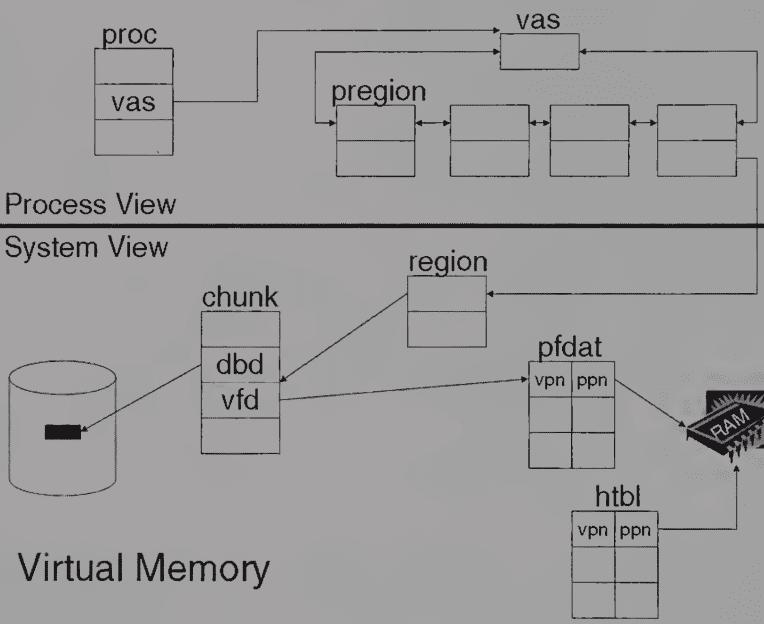 vas
proc
vas
pregion
Process View
System View
region
chunk
pfdat
dbd
vpn ppn
vfd
RAM
htbl
vpn ppn
Virtual Memory